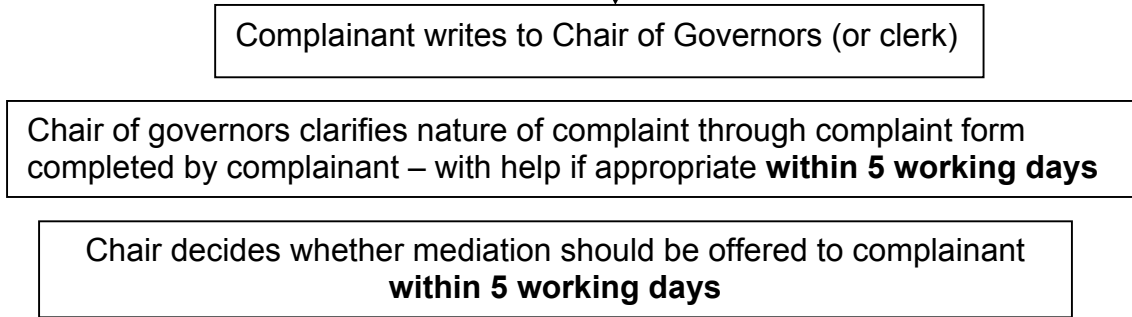 Complainant writes to Chair of Governors (or clerk)
Chair of governors clarifies nature of complaint through complaint form
completed by complainant – with help if appropriate within 5 working days
Chair decides whether mediation should be offered to complainant
within 5 working days